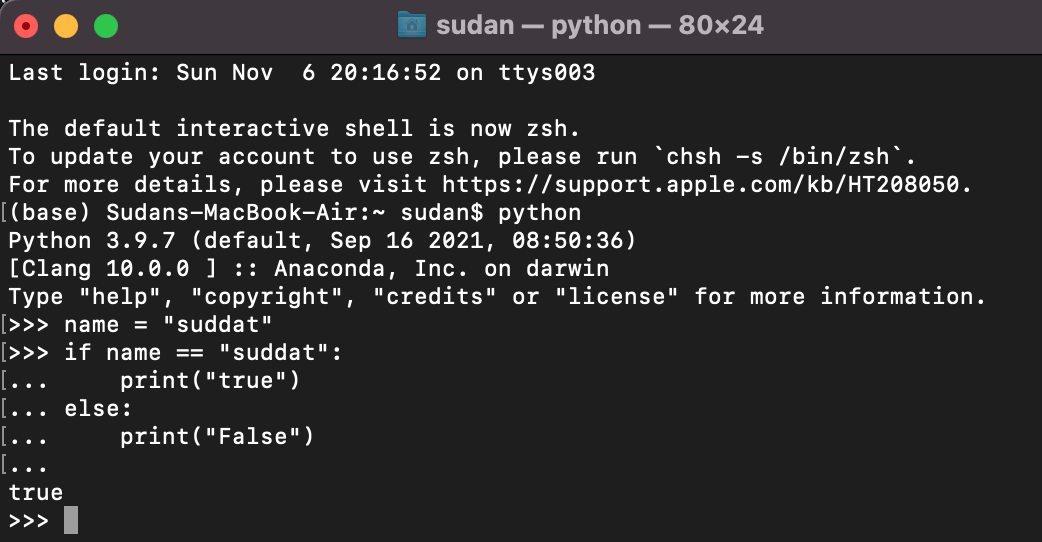 sudan — python — 80×24
Last login: Sun Nov  6 20:16:52 on ttys003
The default interactive shell is now zsh.
To update your account to use zsh, please run `chsh -s /bin/zsh`.
For more details, please visit https://support.apple.com/kb/HT208050.
[(base) Sudans-MacBook-Air:~ sudan$ python
Python 3.9.7 (default, Sep 16 2021, 08:50:36)
[Clang 10.0.0 ] :: Anaconda, Inc. on darwin
Type "help", "copyright", "credits" or "license" for more information.
[>>> name = "suddat"
[>>> if name == "suddat":
[...     print("true")
[... else:
[...     print("False")
[...
true
>>>